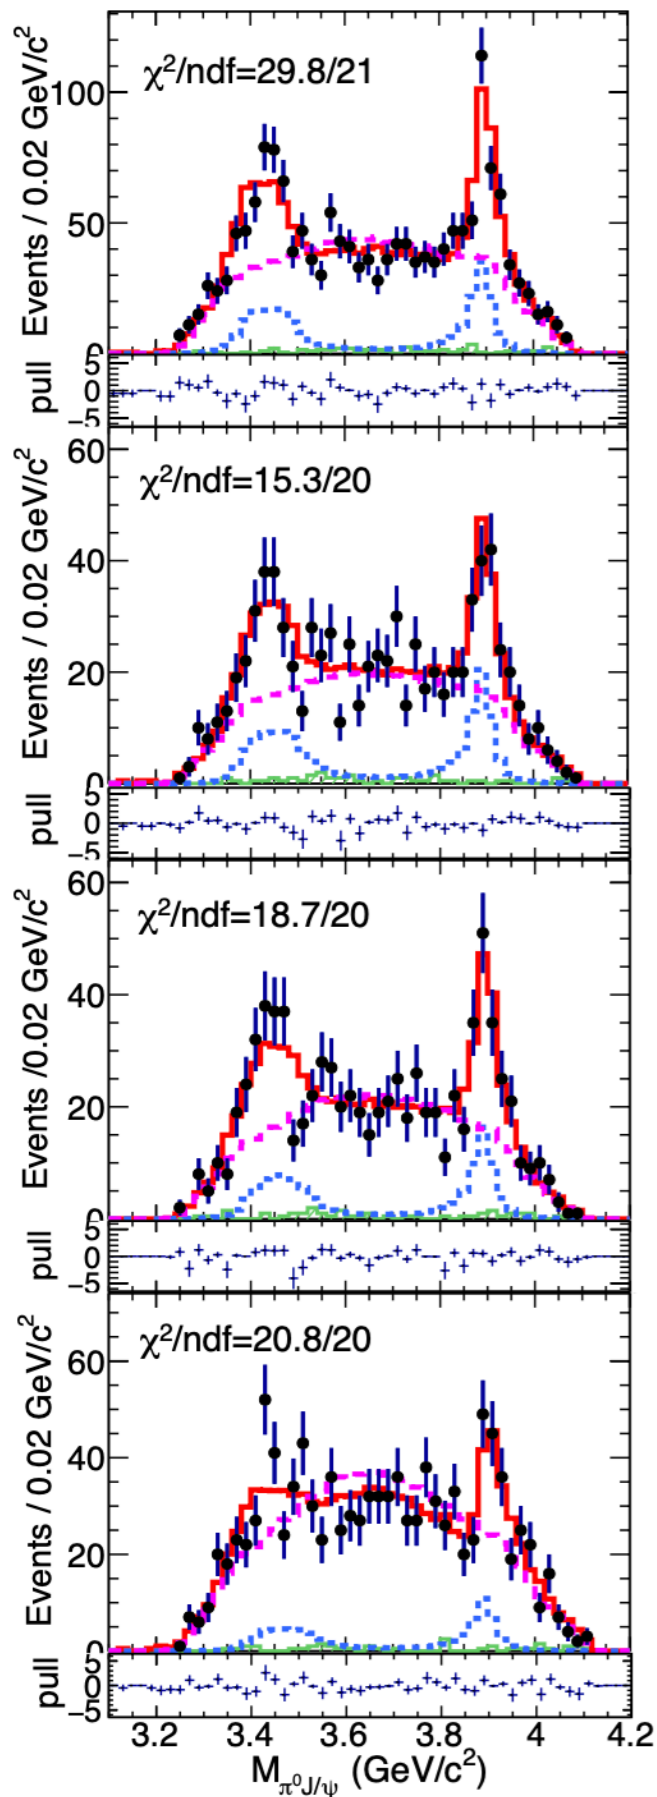 χ²/ndf=29.8/21
Events / 0.02 GeV/c²
100
50
0
pull
5
0
−5
χ²/ndf=15.3/20
Events / 0.02 GeV/c²
60
40
20
0
pull
5
0
−5
χ²/ndf=18.7/20
Events /0.02 GeV/c²
60
40
20
0
pull
5
0
−5
χ²/ndf=20.8/20
Events / 0.02 GeV/c²
60
40
20
0
pull
5
0
−5
3.2 3.4 3.6 3.8 4 4.2
M_π⁰J/ψ (GeV/c²)